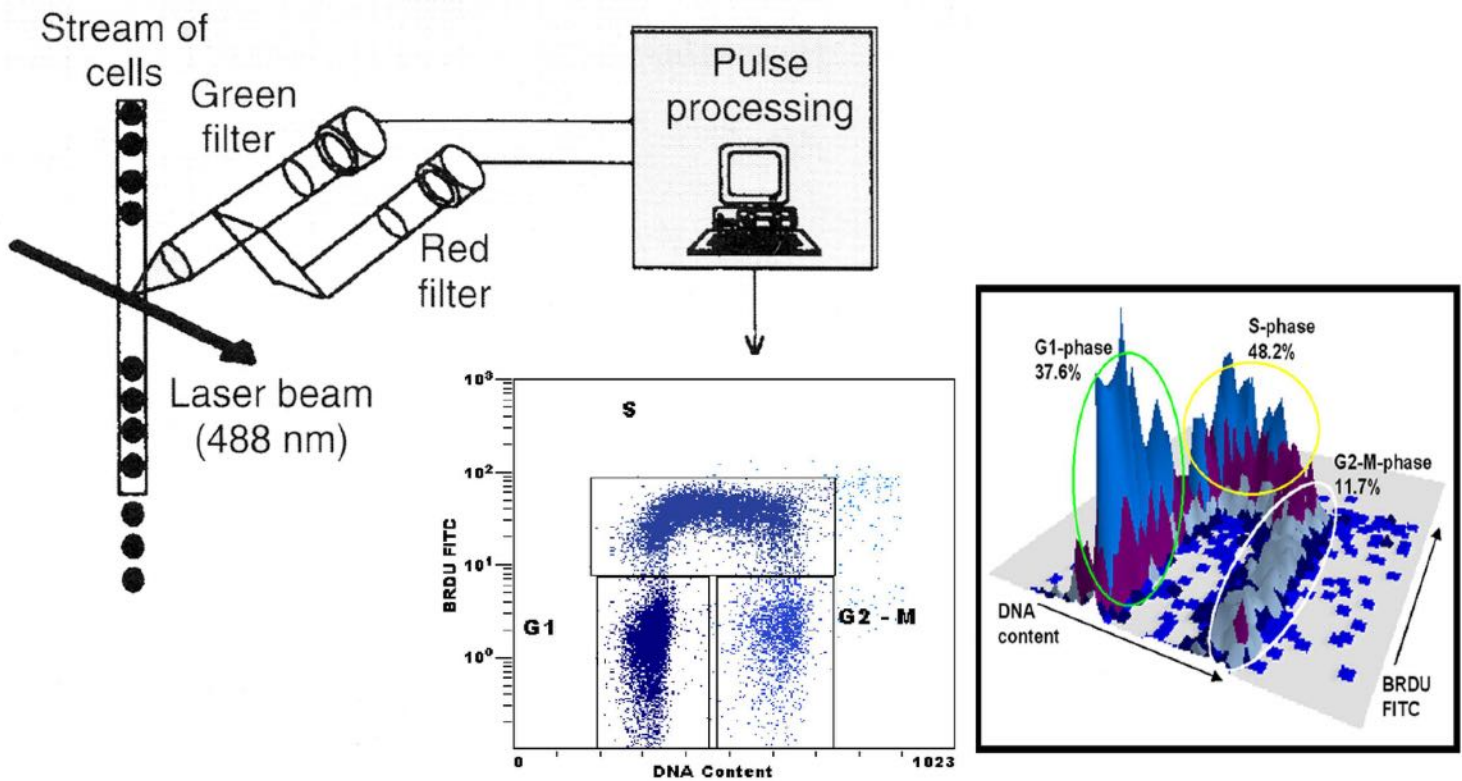 Stream of
cells
Green
filter
Red
filter
Pulse
processing
Laser beam
(488 nm)
10³
10²
10¹
10⁰
BRDU FITC
S
G1
G2 - M
0
1023
DNA Content
G1-phase
37.6%
S-phase
48.2%
G2-M-phase
11.7%
DNA
content
BRDU
FITC